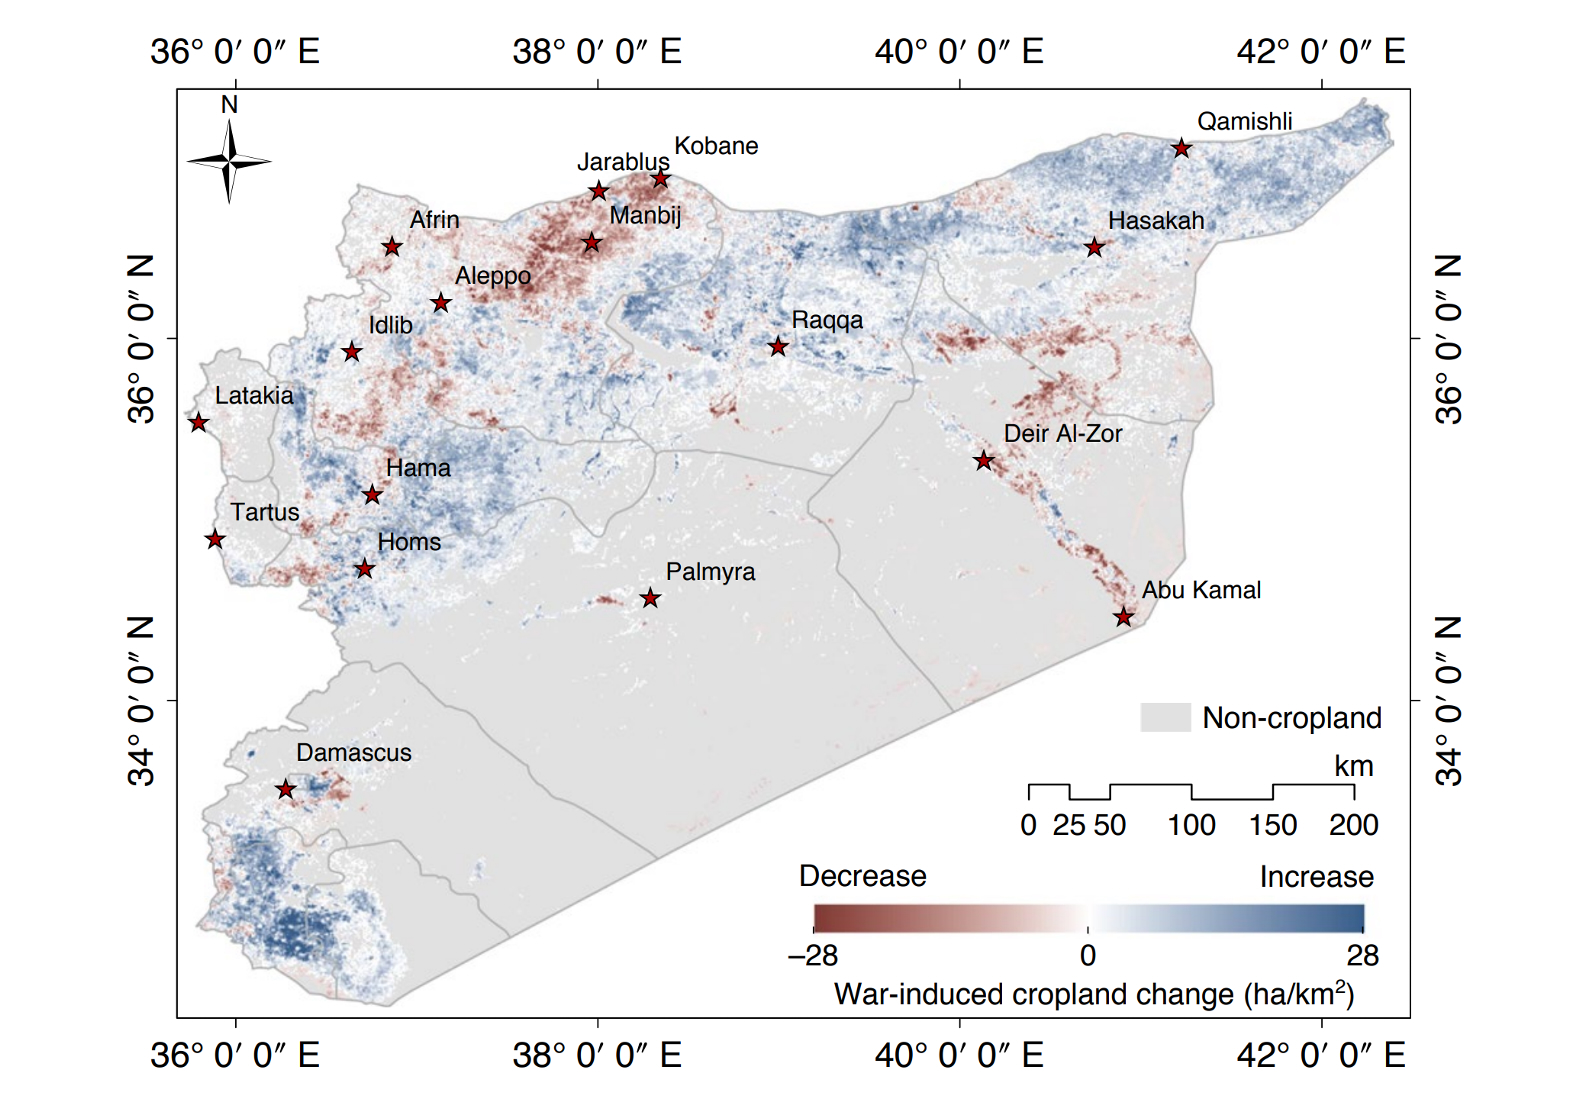 36° 0′ 0″ E 38° 0′ 0″ E 40° 0′ 0″ E 42° 0′ 0″ E
N
Qamishli
Kobane
Jarablus
Afrin
Manbij
Hasakah
Aleppo
36° 0′ 0″ N
36° 0′ 0″ N
Idlib
Raqqa
Latakia
Deir Al-Zor
Hama
Tartus
Homs
Palmyra
Abu Kamal
34° 0′ 0″ N
34° 0′ 0″ N
Non-cropland
Damascus
km
0 25 50 100 150 200
Decrease Increase
–28 0 28
War-induced cropland change (ha/km²)
36° 0′ 0″ E 38° 0′ 0″ E 40° 0′ 0″ E 42° 0′ 0″ E